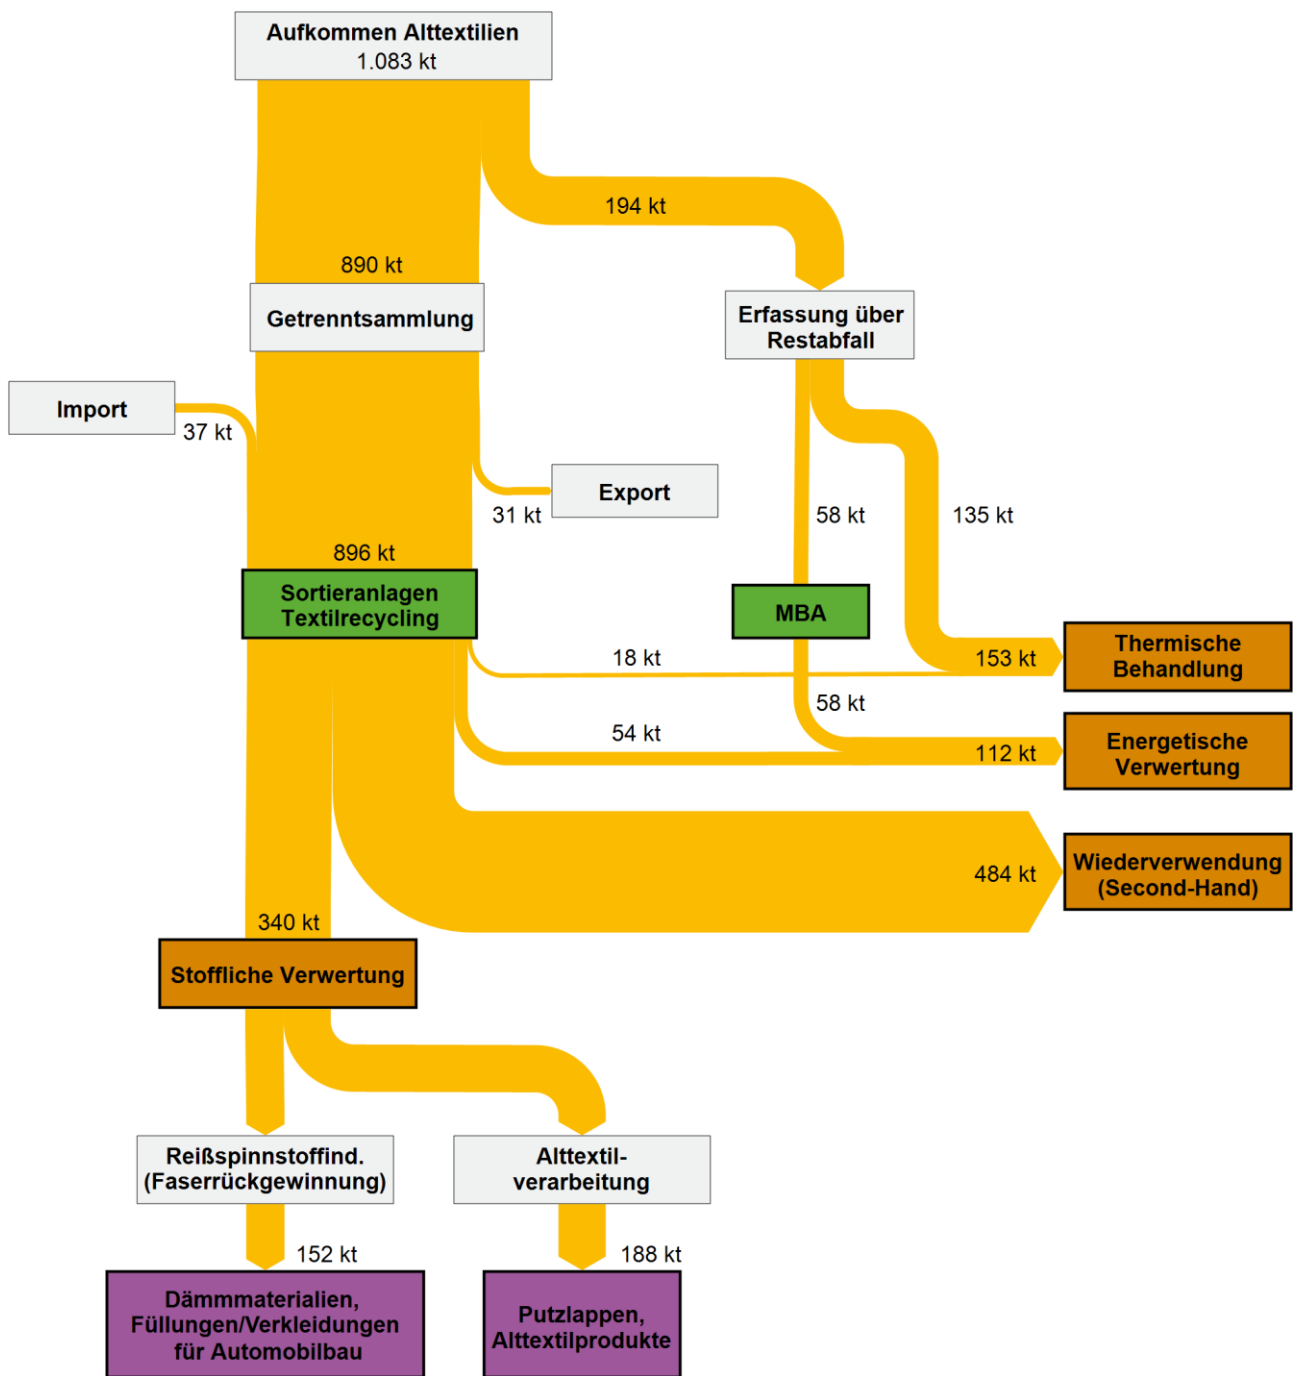 Aufkommen Alttextilien
1.083 kt
194 kt
890 kt
Getrenntsammlung
Erfassung über
Restabfall
Import
37 kt
Export
31 kt
58 kt
135 kt
896 kt
Sortieranlagen
Textilrecycling
MBA
18 kt
153 kt
Thermische
Behandlung
58 kt
54 kt
112 kt
Energetische
Verwertung
484 kt
Wiederverwendung
(Second-Hand)
340 kt
Stoffliche Verwertung
Reißspinnstoffind.
(Faserrückgewinnung)
Alttextil-
verarbeitung
152 kt
188 kt
Dämmmaterialien,
Füllungen/Verkleidungen
für Automobilbau
Putzlappen,
Alttextilprodukte